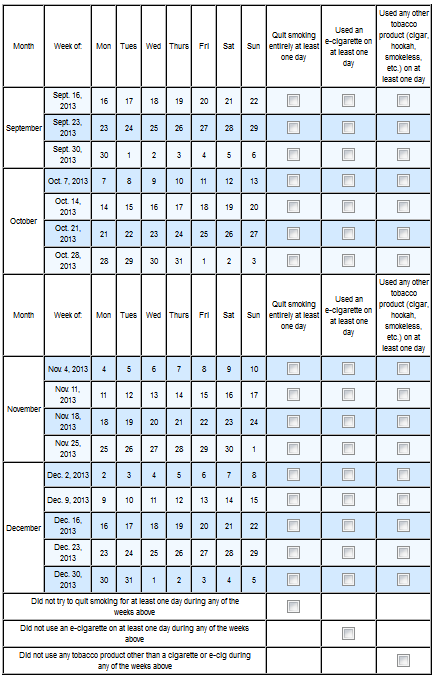 Month Week of: Mon Tues Wed Thurs Fri Sat Sun Quit smoking entirely at least one day Used an e-cigarette on at least one day Used any other tobacco product (cigar, hookah, smokeless, etc.) on at least one day
September
Sept. 16, 2013 16 17 18 19 20 21 22
Sept. 23, 2013 23 24 25 26 27 28 29
Sept. 30, 2013 30 1 2 3 4 5 6
October
Oct. 7, 2013 7 8 9 10 11 12 13
Oct. 14, 2013 14 15 16 17 18 19 20
Oct. 21, 2013 21 22 23 24 25 26 27
Oct. 28, 2013 28 29 30 31 1 2 3
Month Week of: Mon Tues Wed Thurs Fri Sat Sun Quit smoking entirely at least one day Used an e-cigarette on at least one day Used any other tobacco product (cigar, hookah, smokeless, etc.) on at least one day
November
Nov. 4, 2013 4 5 6 7 8 9 10
Nov. 11, 2013 11 12 13 14 15 16 17
Nov. 18, 2013 18 19 20 21 22 23 24
Nov. 25, 2013 25 26 27 28 29 30 1
December
Dec. 2, 2013 2 3 4 5 6 7 8
Dec. 9, 2013 9 10 11 12 13 14 15
Dec. 16, 2013 16 17 18 19 20 21 22
Dec. 23, 2013 23 24 25 26 27 28 29
Dec. 30, 2013 30 31 1 2 3 4 5
Did not try to quit smoking for at least one day during any of the weeks above
Did not use an e-cigarette on at least one day during any of the weeks above
Did not use any tobacco product other than a cigarette or e-cig during any of the weeks above